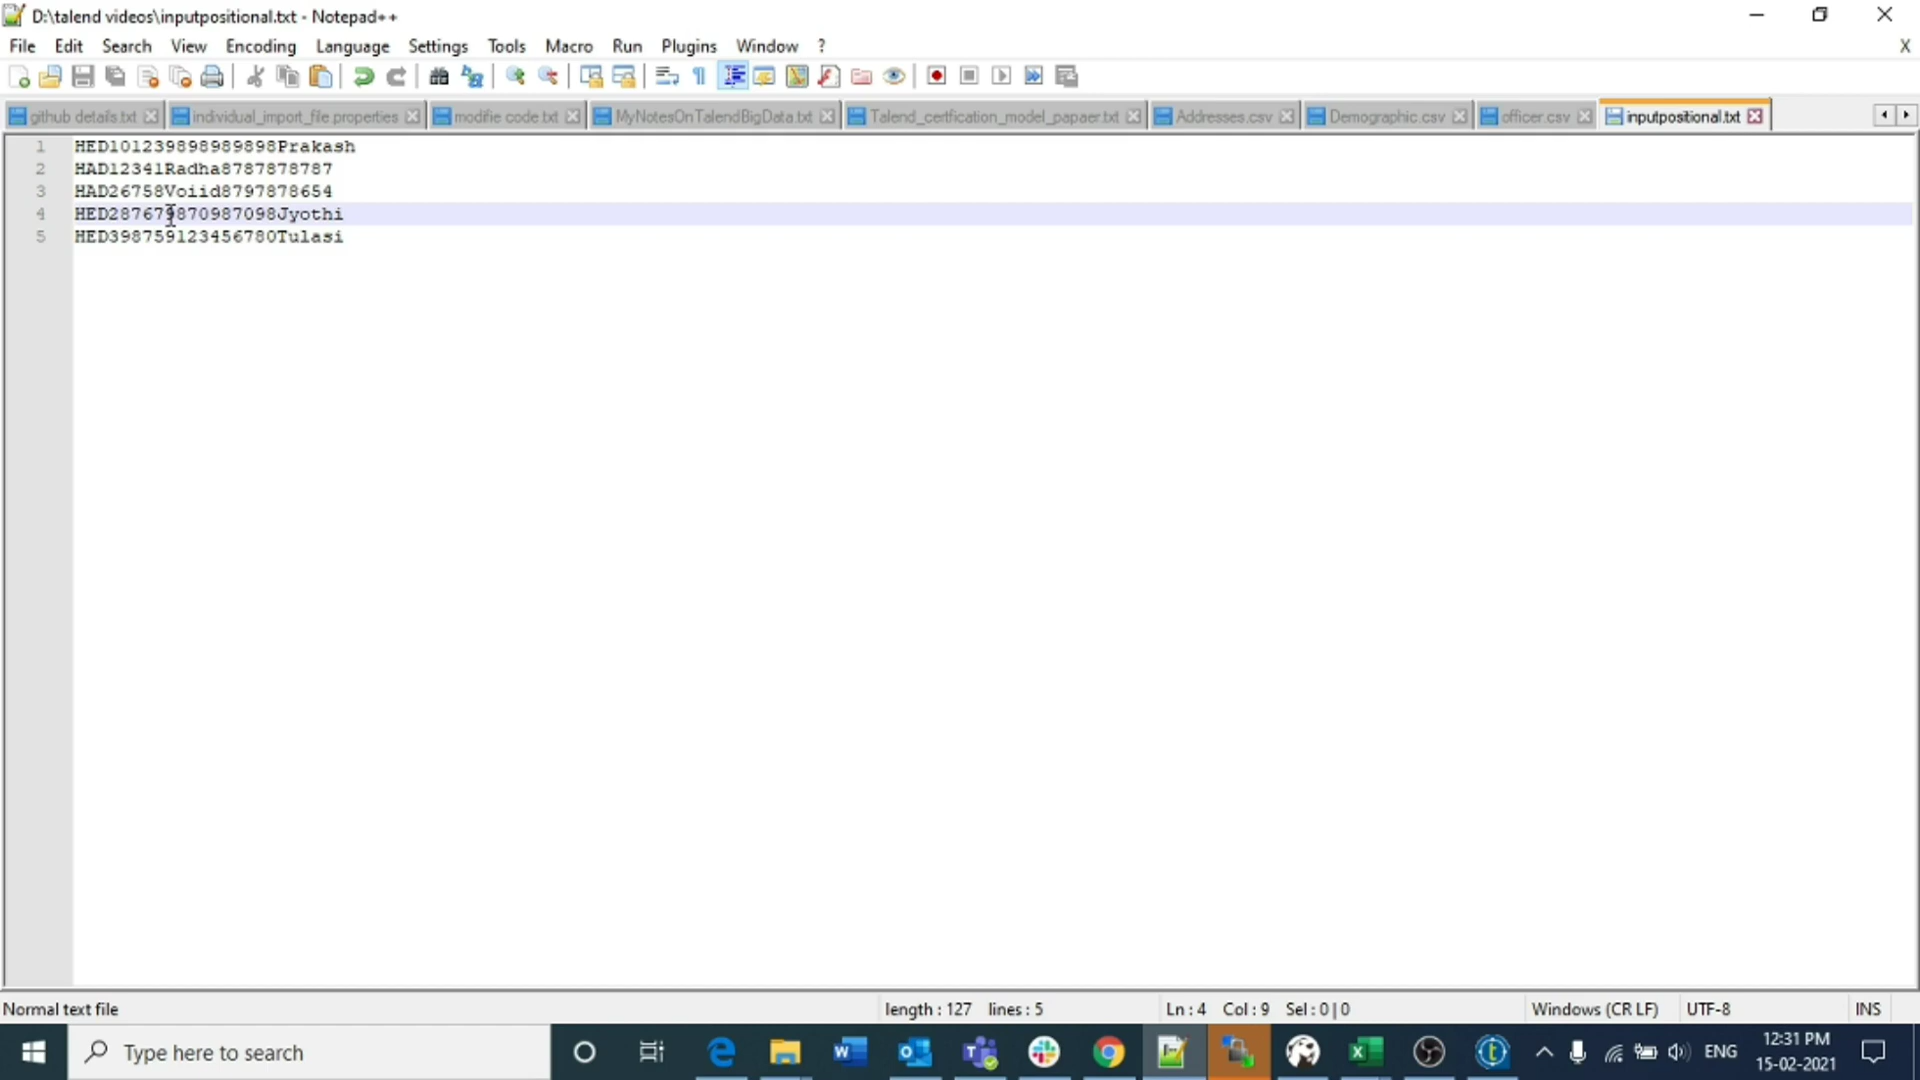 D:\talend videos\inputpositional.txt - Notepad++
File Edit Search View Encoding Language Settings Tools Macro Run Plugins Window ? X
github details.txt individual_import_file.properties modifie code.txt MyNotesOnTalendBigData.txt Talend_certfication_model_papaer.txt Addresses.csv Demographic.csv officer.csv inputpositional.txt
1 HED101239898989898Prakash
2 HAD12341Radha8787878787
3 HAD26758Voiid8797878654
4 HED287679870987098Jyothi
5 HED398759123456780Tulasi
Normal text file length : 127 lines : 5 Ln : 4 Col : 9 Sel : 0 | 0 Windows (CR LF) UTF-8 INS
Type here to search ENG 12:31 PM
15-02-2021